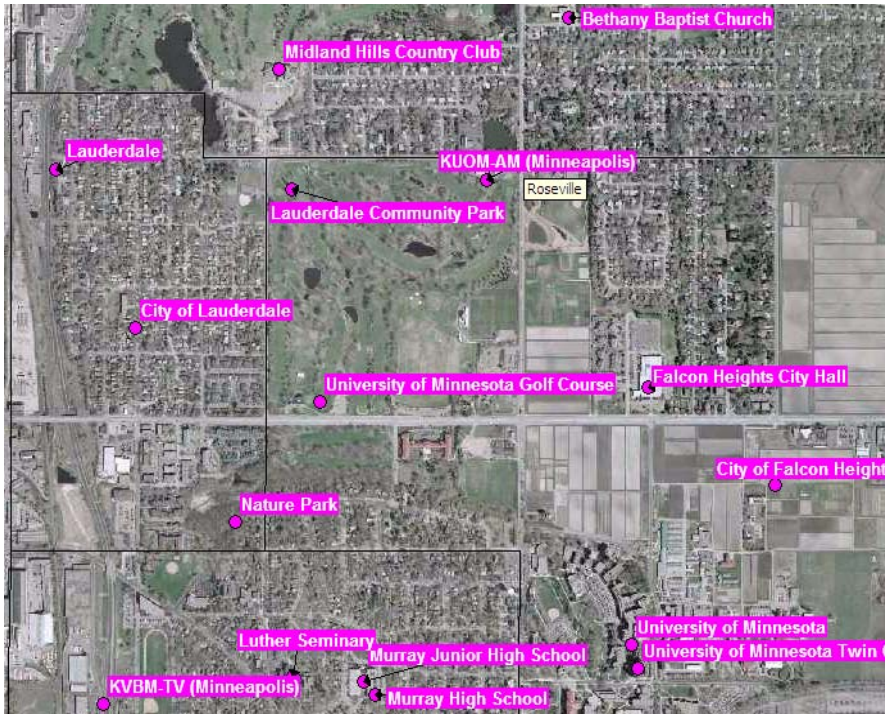 Bethany Baptist Church
Midland Hills Country Club
Lauderdale
KUOM-AM (Minneapolis)
Roseville
Lauderdale Community Park
City of Lauderdale
Falcon Heights City Hall
University of Minnesota Golf Course
City of Falcon Height
Nature Park
University of Minnesota
Luther Seminary
Murray Junior High School
University of Minnesota Twin
KVBM-TV (Minneapolis)
Murray High School